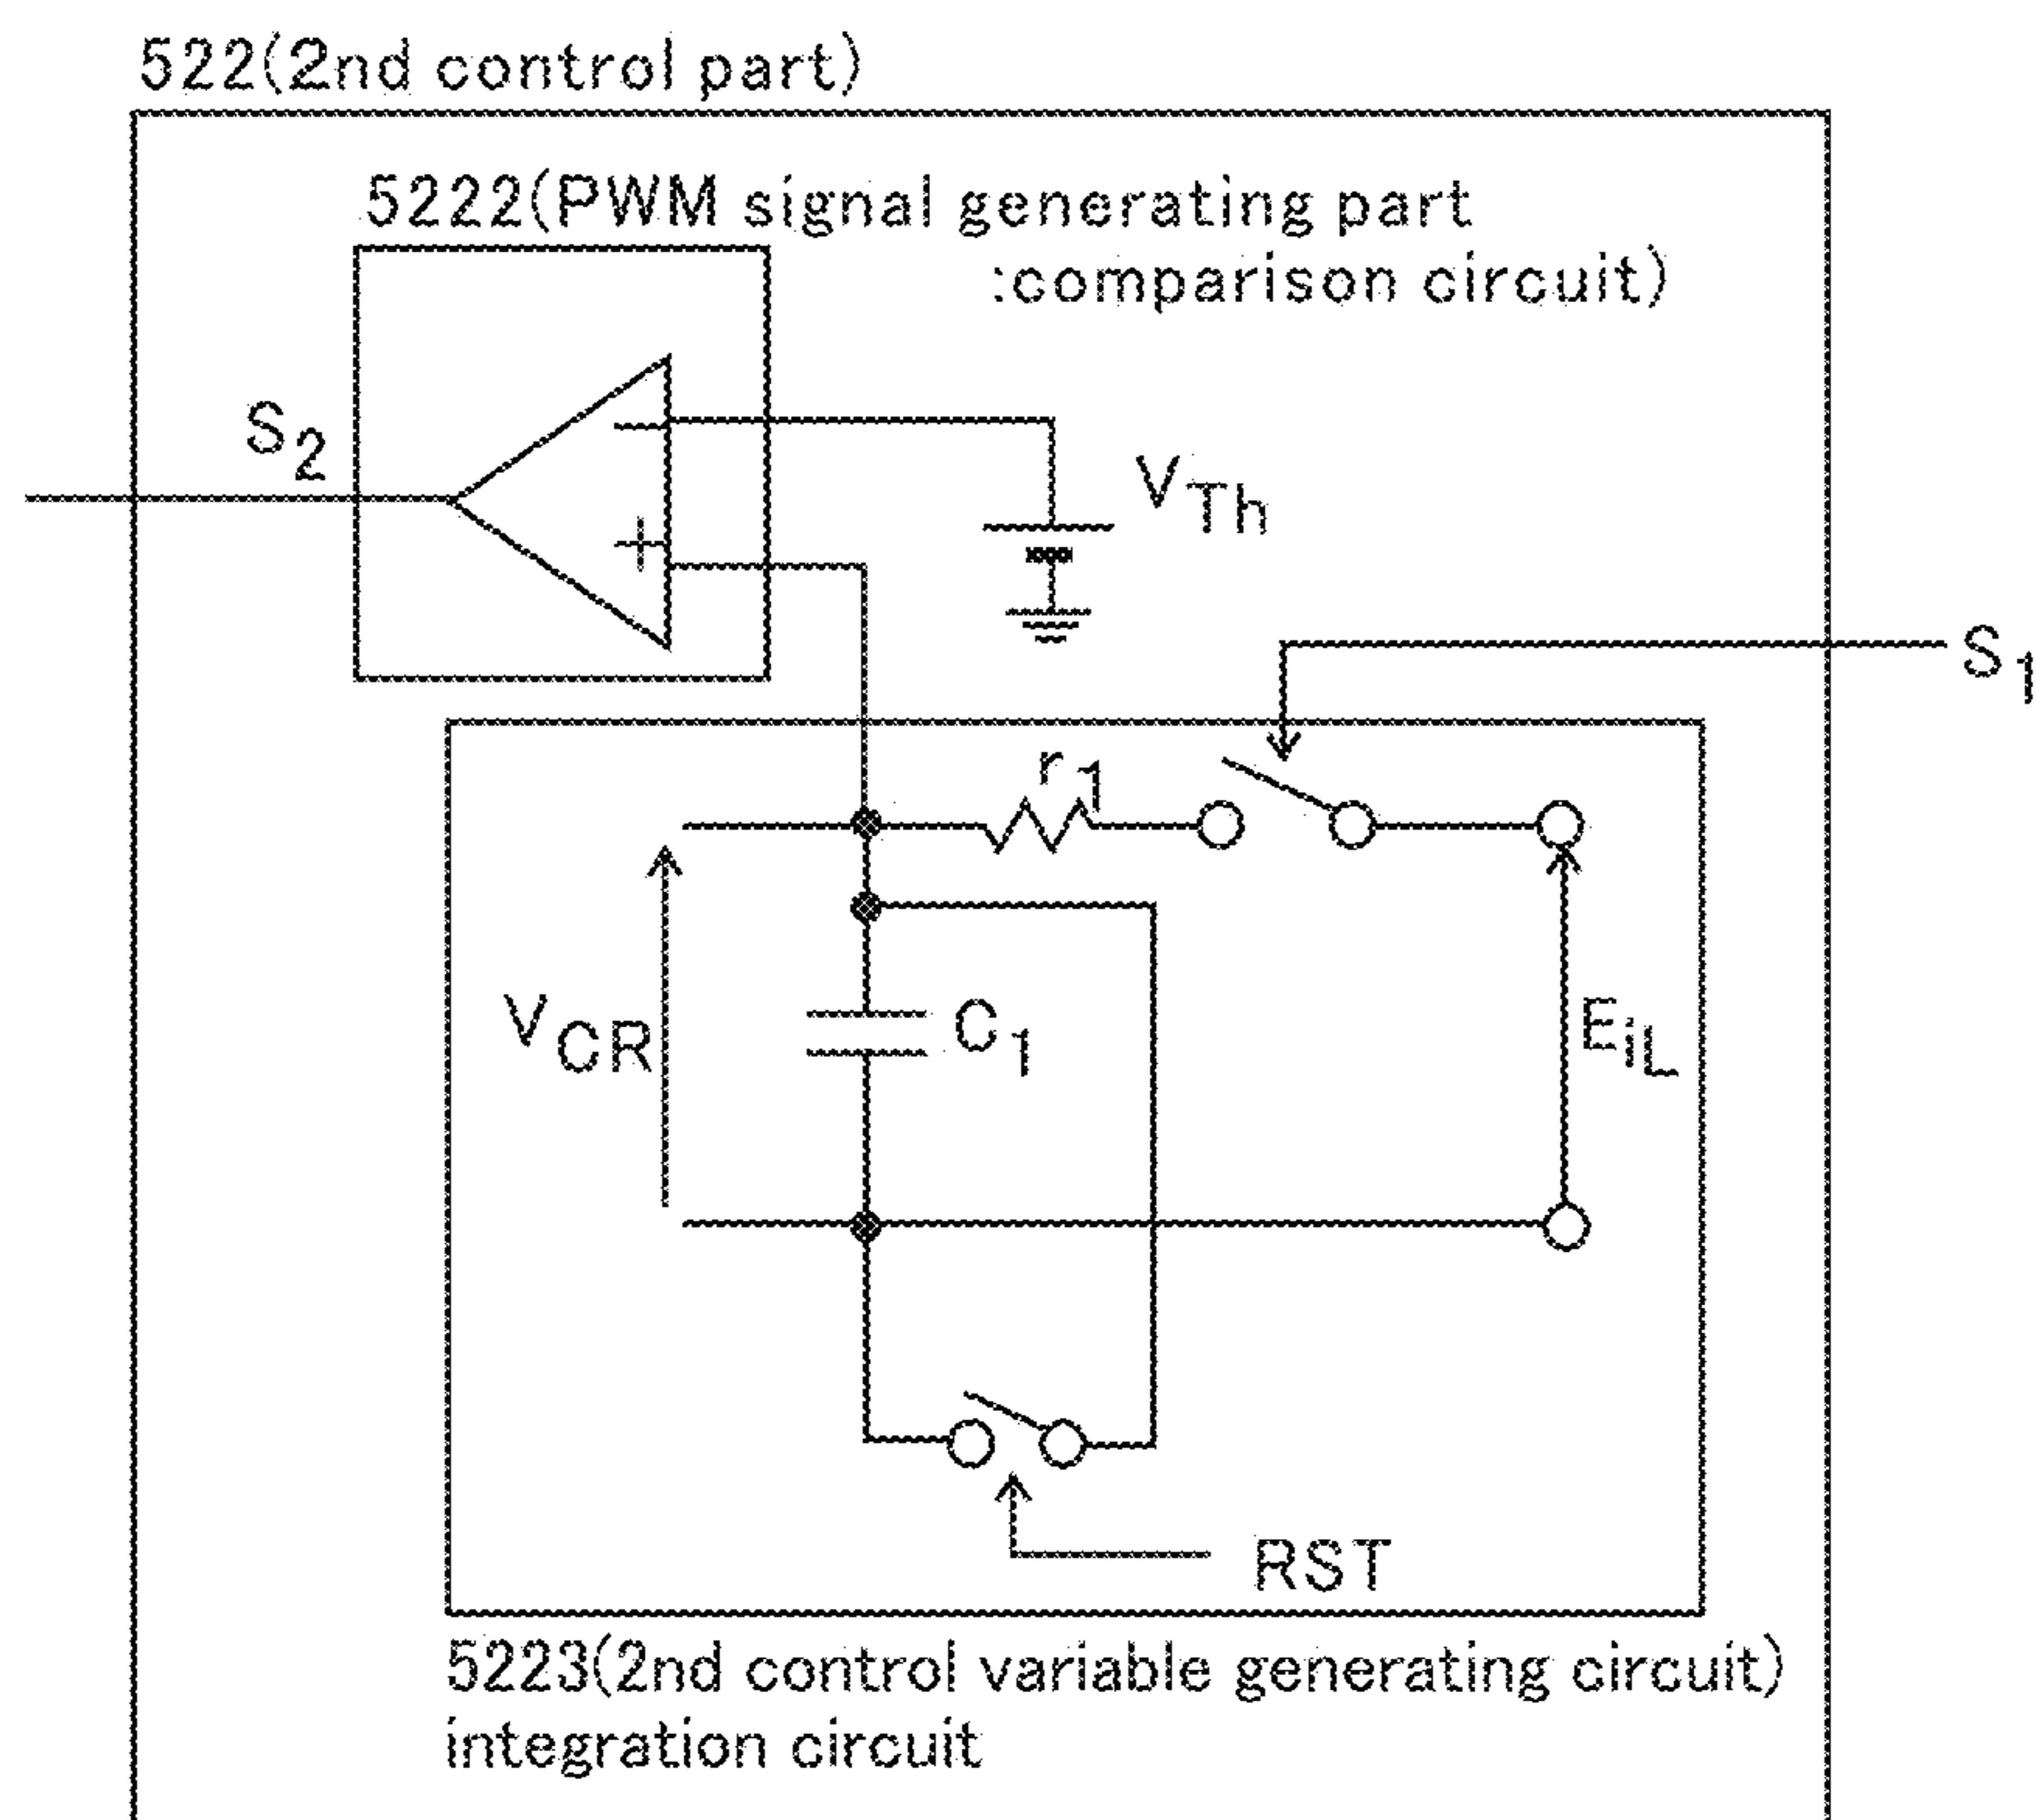 522(2nd control part)
5222(PWM signal generating part
:comparison circuit)
S2
−
+
VTh
S1
r1
VCR
C1
EiL
RST
5223(2nd control variable generating circuit)
integration circuit